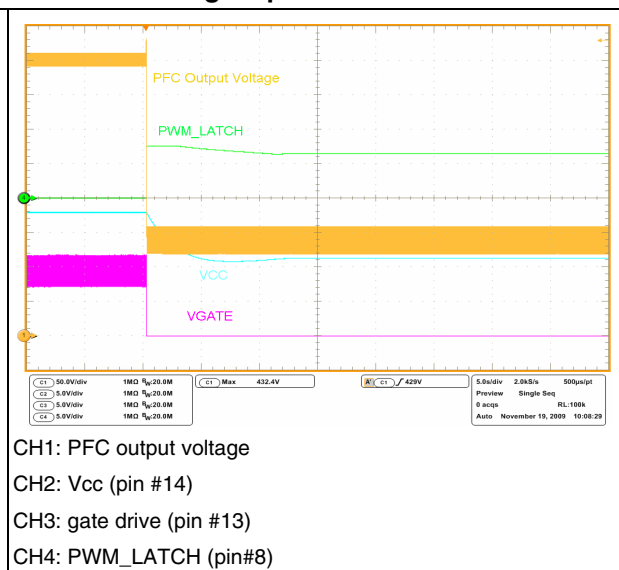 PFC Output Voltage
PWM_LATCH
4
VCC
VGATE
1
C1 50.0V/div 1MΩ BW:20.0M
C2 5.0V/div 1MΩ BW:20.0M
C3 5.0V/div 1MΩ BW:20.0M
C4 5.0V/div 1MΩ BW:20.0M
C1 Max 432.4V
A' C1 429V
5.0s/div 2.0kS/s 500µs/pt
Preview Single Seq
0 acqs RL:100k
Auto November 19, 2009 10:08:29
CH1: PFC output voltage
CH2: Vcc (pin #14)
CH3: gate drive (pin #13)
CH4: PWM_LATCH (pin#8)